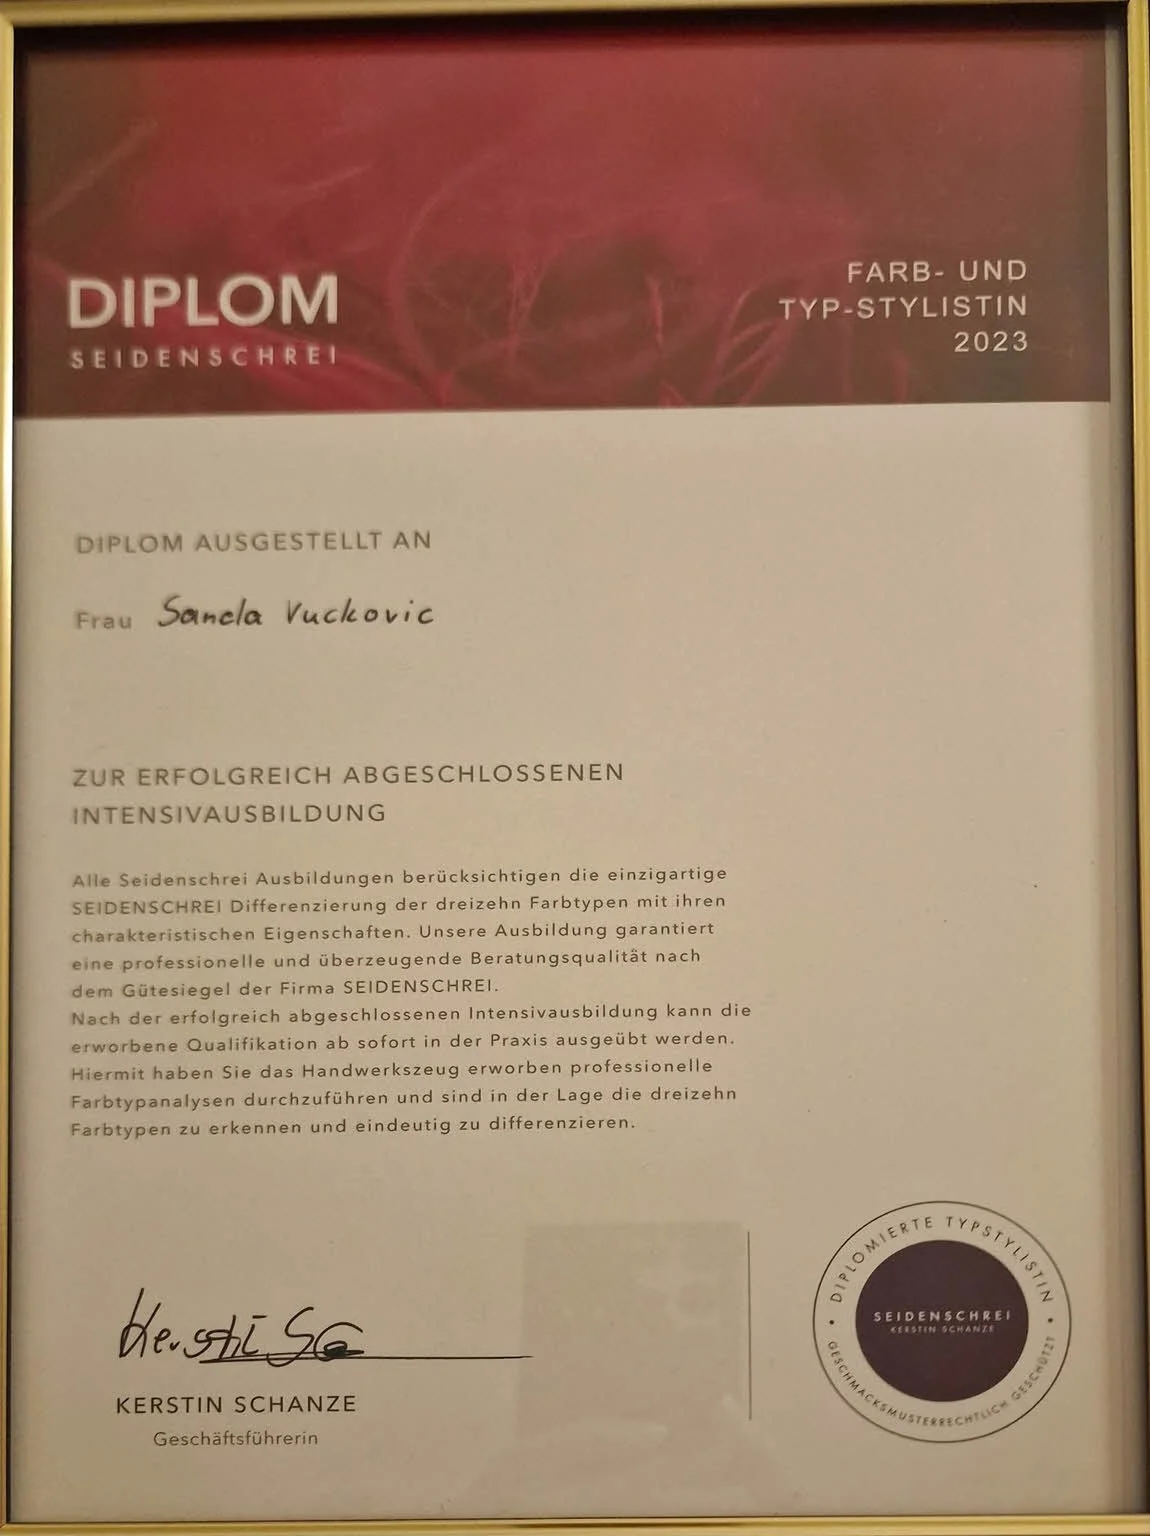 DIPLOM
SEIDENSCHREI
FARB- UND
TYP-STYLISTIN
2023
DIPLOM AUSGESTELLT AN
Frau Sanela Vuckovic
ZUR ERFOLGREICH ABGESCHLOSSENEN
INTENSIVAUSBILDUNG
Alle Seidenschrei Ausbildungen berücksichtigen die einzigartige
SEIDENSCHREI Differenzierung der dreizehn Farbtypen mit ihren
charakteristischen Eigenschaften. Unsere Ausbildung garantiert
eine professionelle und überzeugende Beratungsqualität nach
dem Gütesiegel der Firma SEIDENSCHREI.
Nach der erfolgreich abgeschlossenen Intensivausbildung kann die
erworbene Qualifikation ab sofort in der Praxis ausgeübt werden.
Hiermit haben Sie das Handwerkszeug erworben professionelle
Farbtypanalysen durchzuführen und sind in der Lage die dreizehn
Farbtypen zu erkennen und eindeutig zu differenzieren.
KERSTIN SCHANZE
Geschäftsführerin
DIPLOMIERTE TYPSTYLISTIN
SEIDENSCHREI
KERSTIN SCHANZE
GESCHMACKSMUSTERRECHTLICH GESCHÜTZT